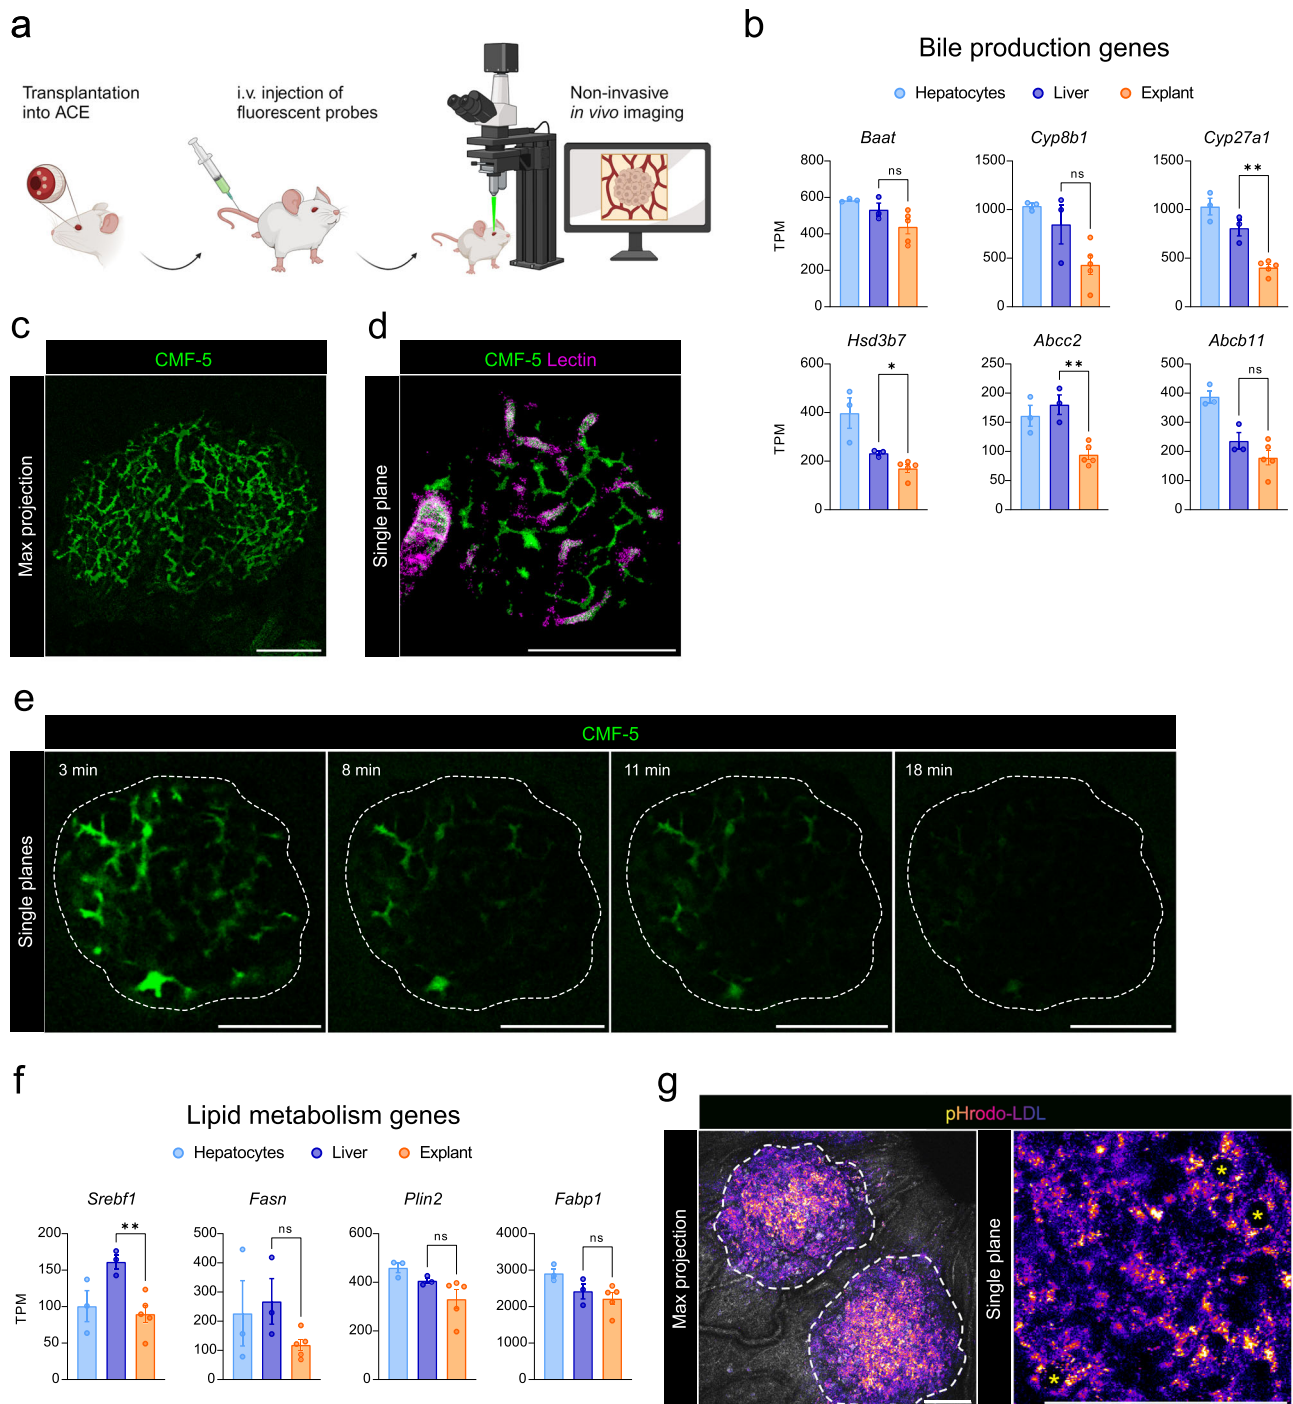 a
Transplantation
into ACE
i.v. injection of
fluorescent probes
Non-invasive
in vivo imaging
b
Bile production genes
Hepatocytes
Liver
Explant
Baat
TPM
800
600
400
200
0
ns
Cyp8b1
1500
1000
500
0
ns
Cyp27a1
1500
1000
500
0
**
Hsd3b7
TPM
600
400
200
0
*
Abcc2
250
200
150
100
50
0
**
Abcb11
500
400
300
200
100
0
ns
c
CMF-5
Max projection
d
CMF-5 Lectin
Single plane
e
CMF-5
Single planes
3 min
8 min
11 min
18 min
f
Lipid metabolism genes
Hepatocytes
Liver
Explant
Srebf1
TPM
200
150
100
50
0
**
Fasn
500
400
300
200
100
0
ns
Plin2
600
400
200
0
ns
Fabp1
4000
3000
2000
1000
0
ns
g
pHrodo-LDL
Max projection
Single plane
*
*
*